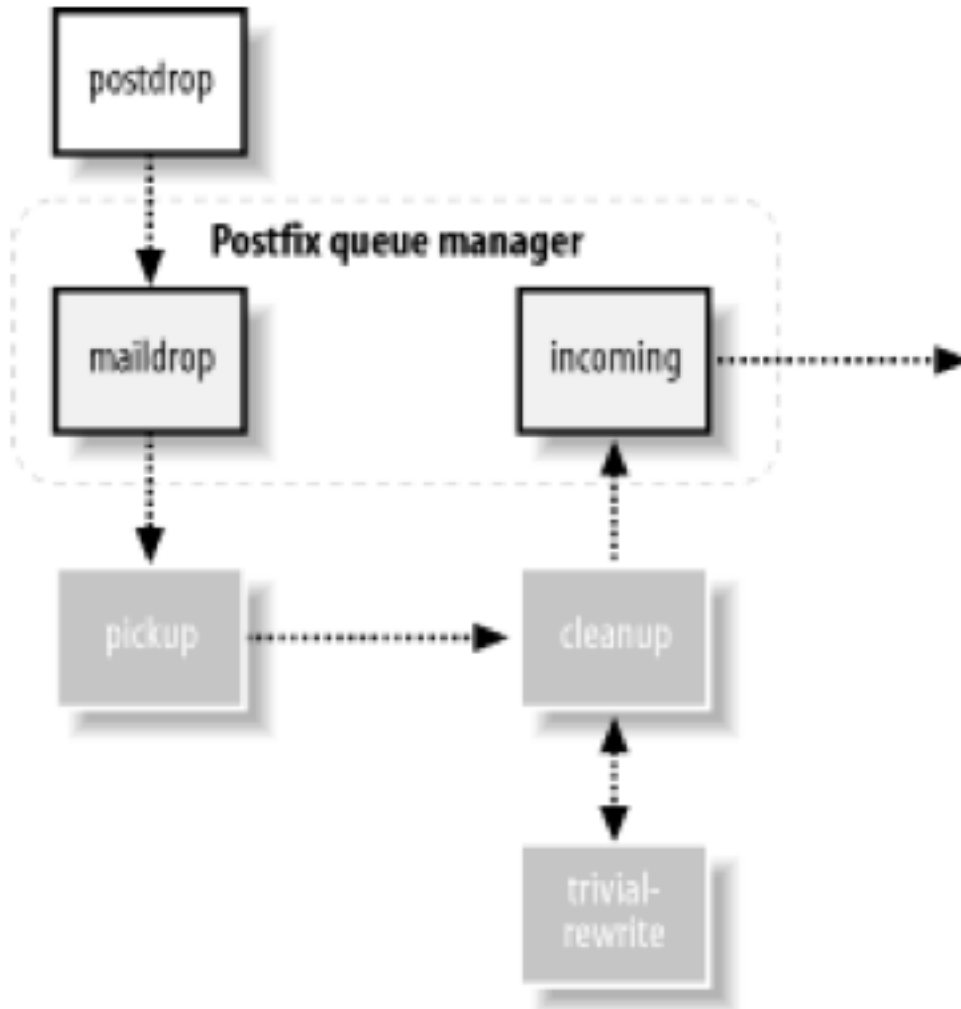 postdrop
Postfix queue manager
maildrop
incoming
pickup
cleanup
trivial-
rewrite